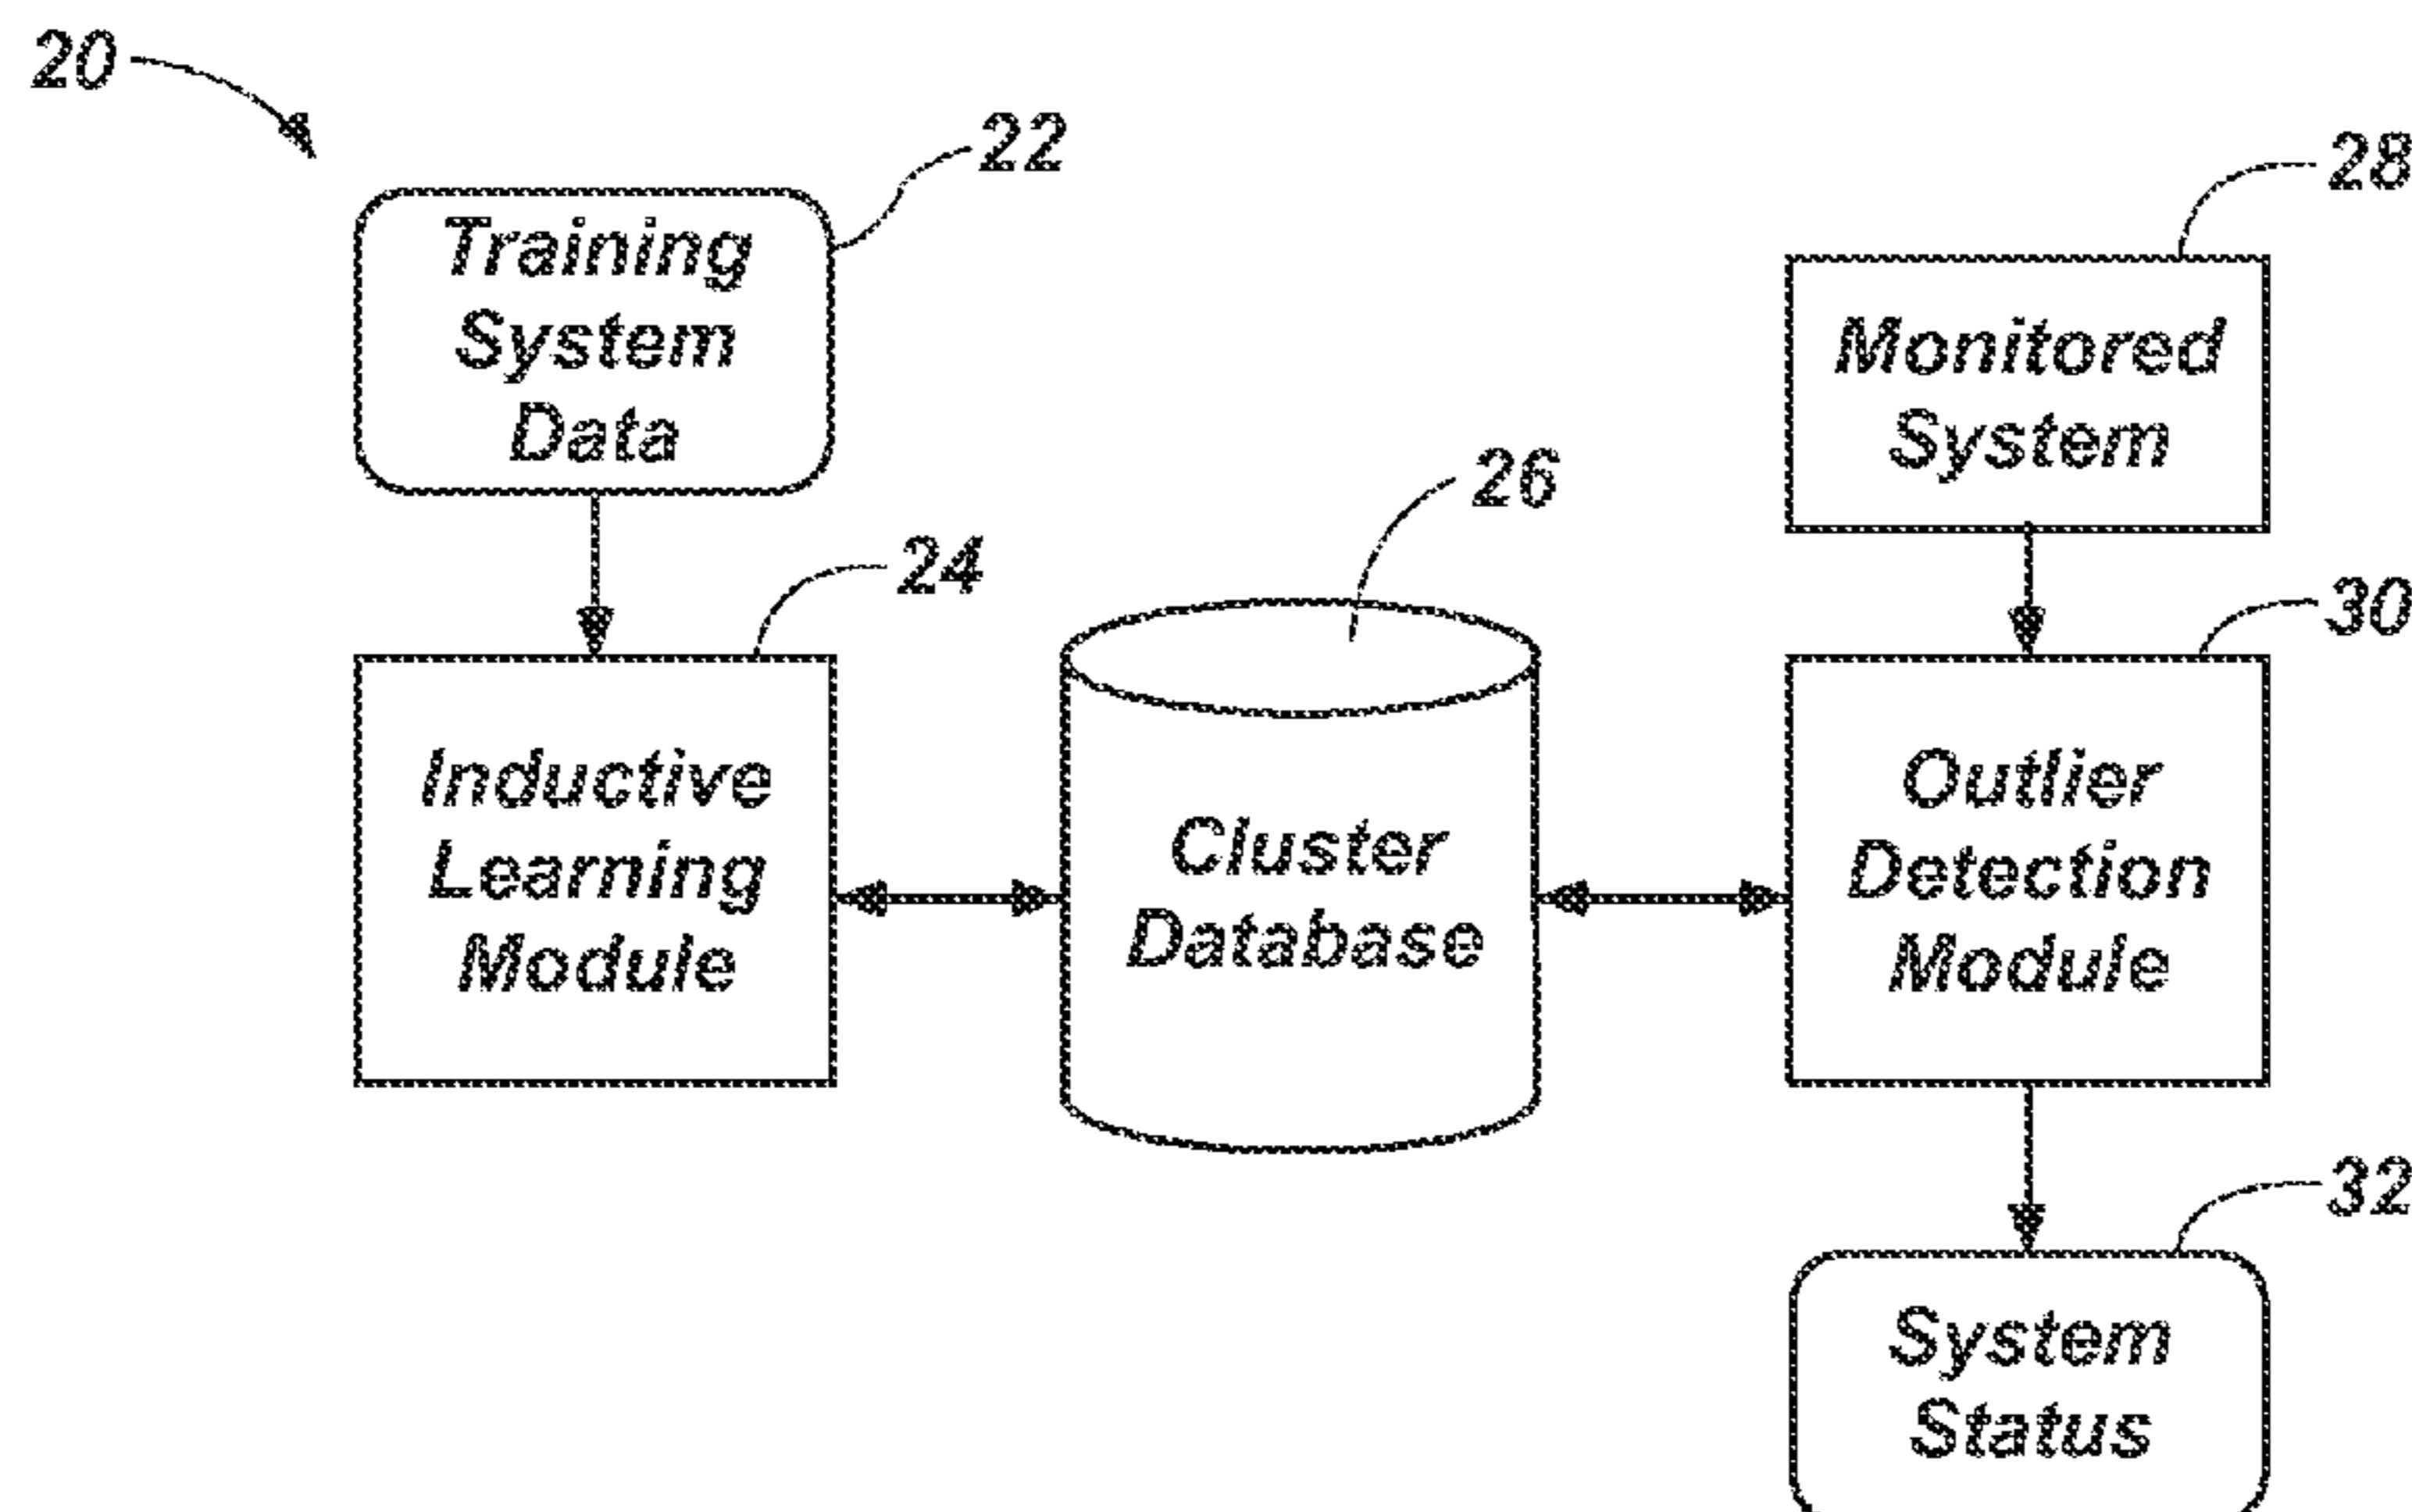 20
22
Training
System
Data
28
Monitored
System
26
24
30
Inductive
Learning
Module
Cluster
Database
Outlier
Detection
Module
32
System
Status